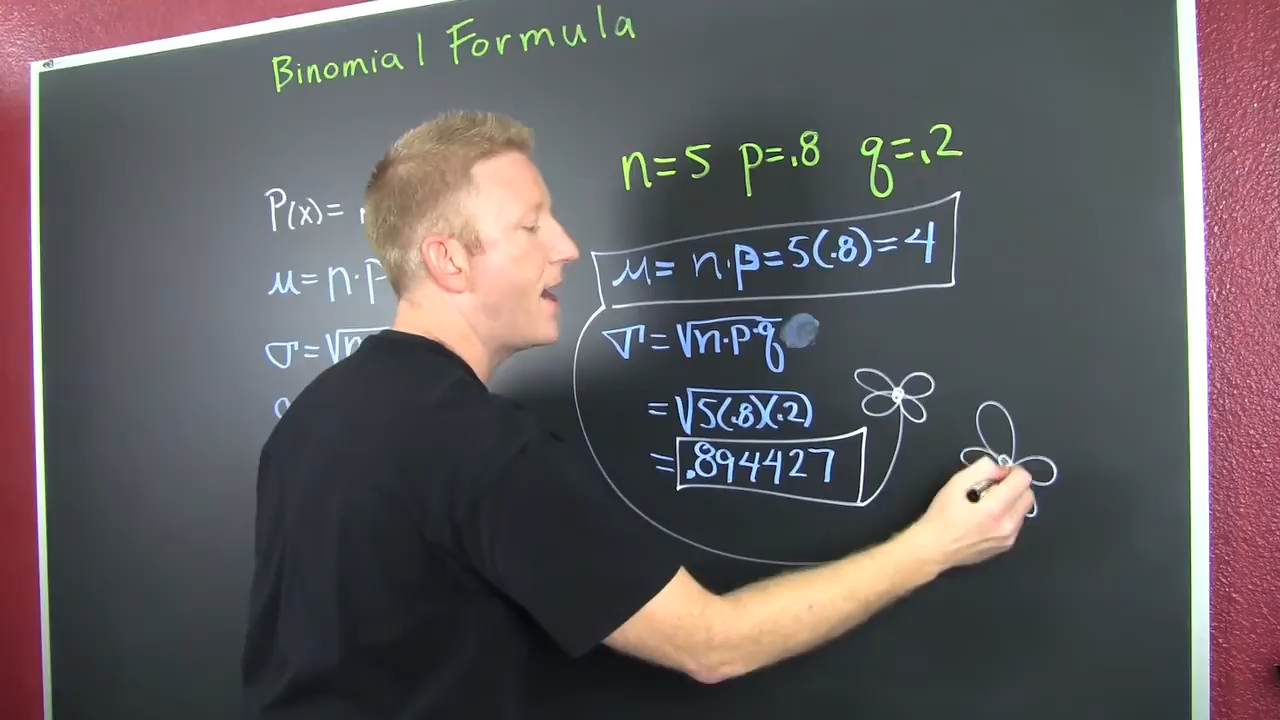 Binomial Formula
n=5 p=.8 q=.2
P(x)=
μ=n·p
σ=√n
μ= n·p=5(.8)=4
σ=√n·p·q
=√5(.8)(.2)
=.894427